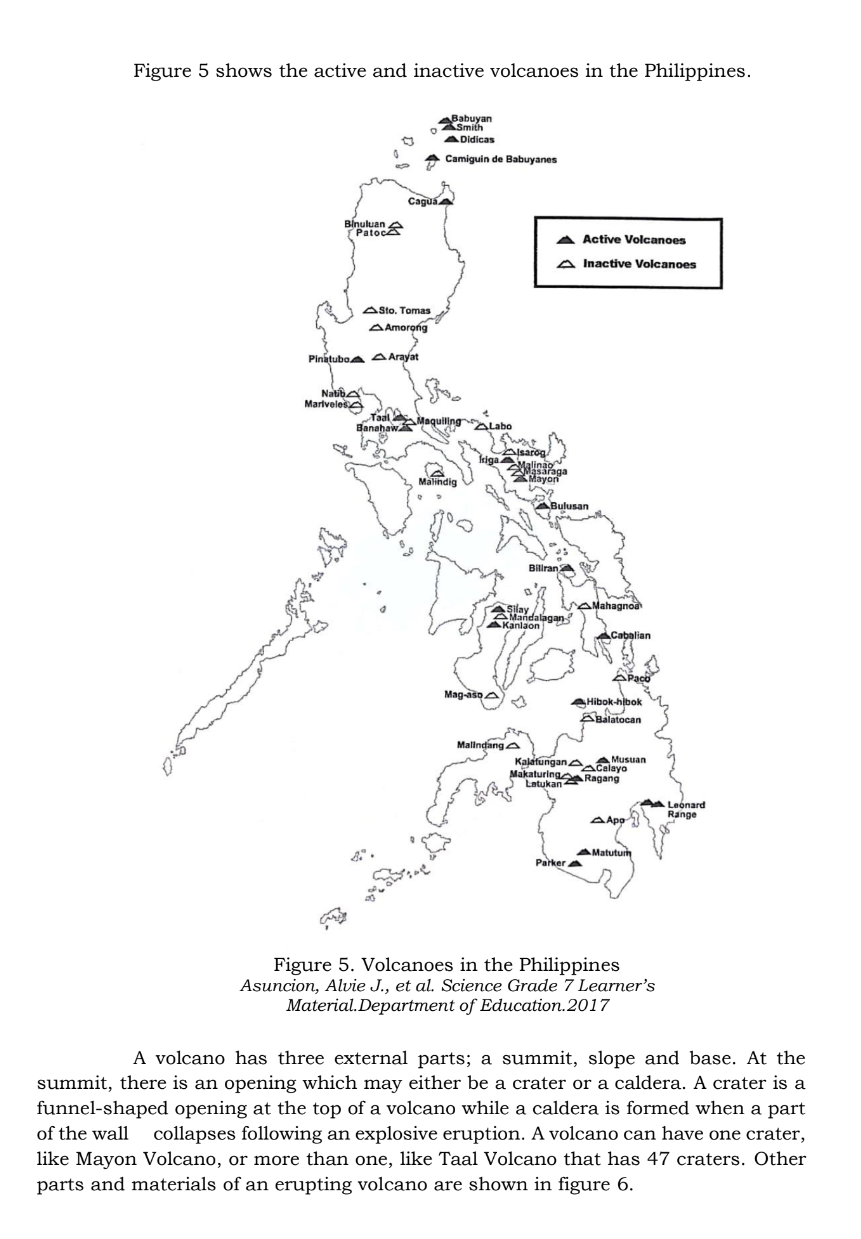 Figure 5 shows the active and inactive volcanoes in the Philippines.
Babuyan
Smith
Didicas
Camiguin de Babuyanes
Cagua
Binuluan
Patoc
Active Volcanoes
Inactive Volcanoes
Sto. Tomas
Amorong
Pinatubo
Arayat
Natib
Mariveles
Taal
Maquiling
Banahaw
Labo
Isarog
Iriga
Malinao
Masaraga
Mayon
Malindig
Bulusan
Biliran
Silay
Mahagnoa
Mandalagan
Kanlaon
Cabalian
Paco
Mag-aso
Hibok-hibok
Balatocan
Malindang
Kalatungan
Musuan
Calayo
Makaturing
Ragang
Latukan
Leonard
Range
Apo
Matutum
Parker
Figure 5. Volcanoes in the Philippines
Asuncion, Alvie J., et al. Science Grade 7 Learner's
Material.Department of Education.2017
A volcano has three external parts; a summit, slope and base. At the
summit, there is an opening which may either be a crater or a caldera. A crater is a
funnel-shaped opening at the top of a volcano while a caldera is formed when a part
of the wall collapses following an explosive eruption. A volcano can have one crater,
like Mayon Volcano, or more than one, like Taal Volcano that has 47 craters. Other
parts and materials of an erupting volcano are shown in figure 6.